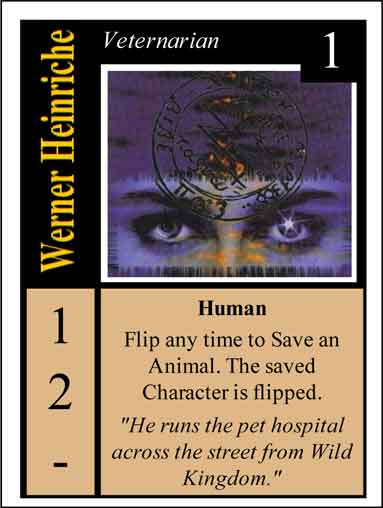 Veternarian
1
Werner Heinriche
1
2
-
Human
Flip any time to Save an
Animal. The saved
Character is flipped.
"He runs the pet hospital
across the street from Wild
Kingdom."